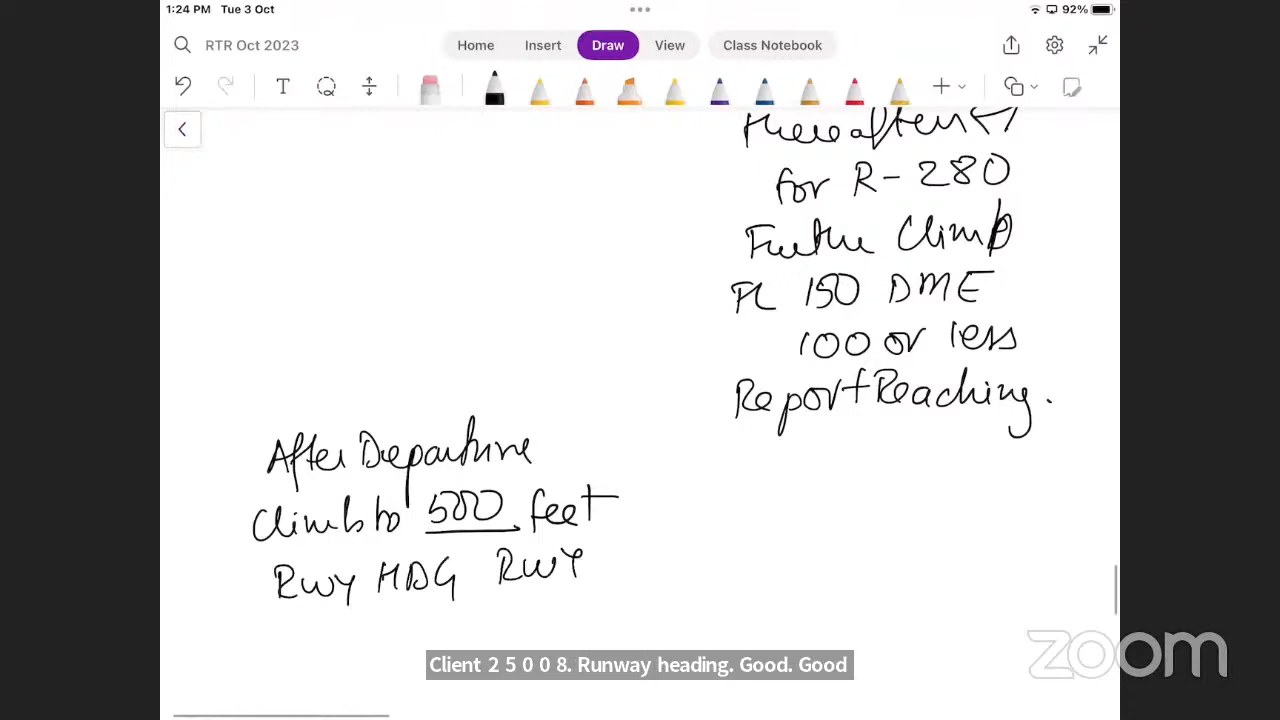 1:24 PM Tue 3 Oct
92%
RTR Oct 2023
Home Insert Draw View Class Notebook
thereafter
for R-280
Further Climb
FL 150 DME
100 or less
Report Reaching.
After Departure
Climb to 5000 feet
RWY HDG RWY
Client 2 5 0 0 8. Runway heading. Good. Good
zoom